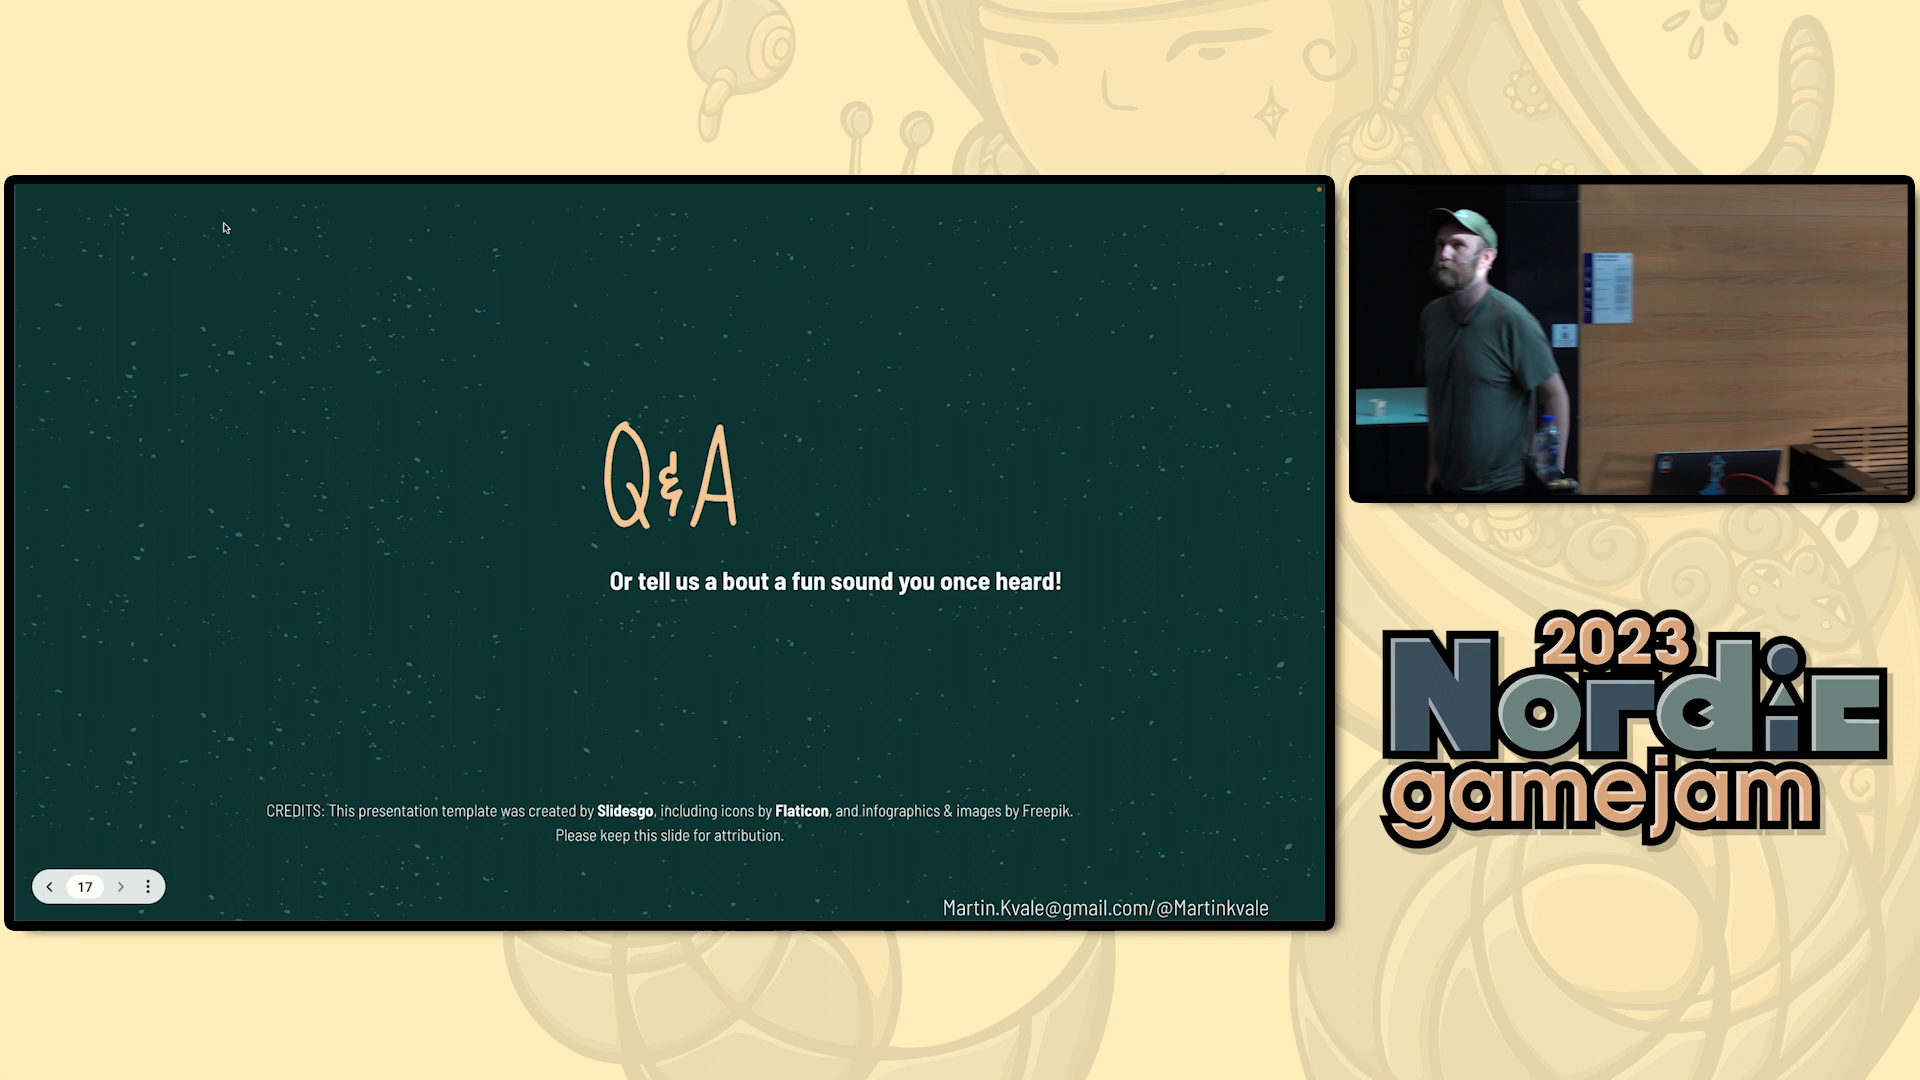 Q&A
Or tell us a bout a fun sound you once heard!
CREDITS: This presentation template was created by Slidesgo, including icons by Flaticon, and infographics & images by Freepik.
Please keep this slide for attribution.
17
Martin.Kvale@gmail.com/@Martinkvale
2023
Nordic
gamejam